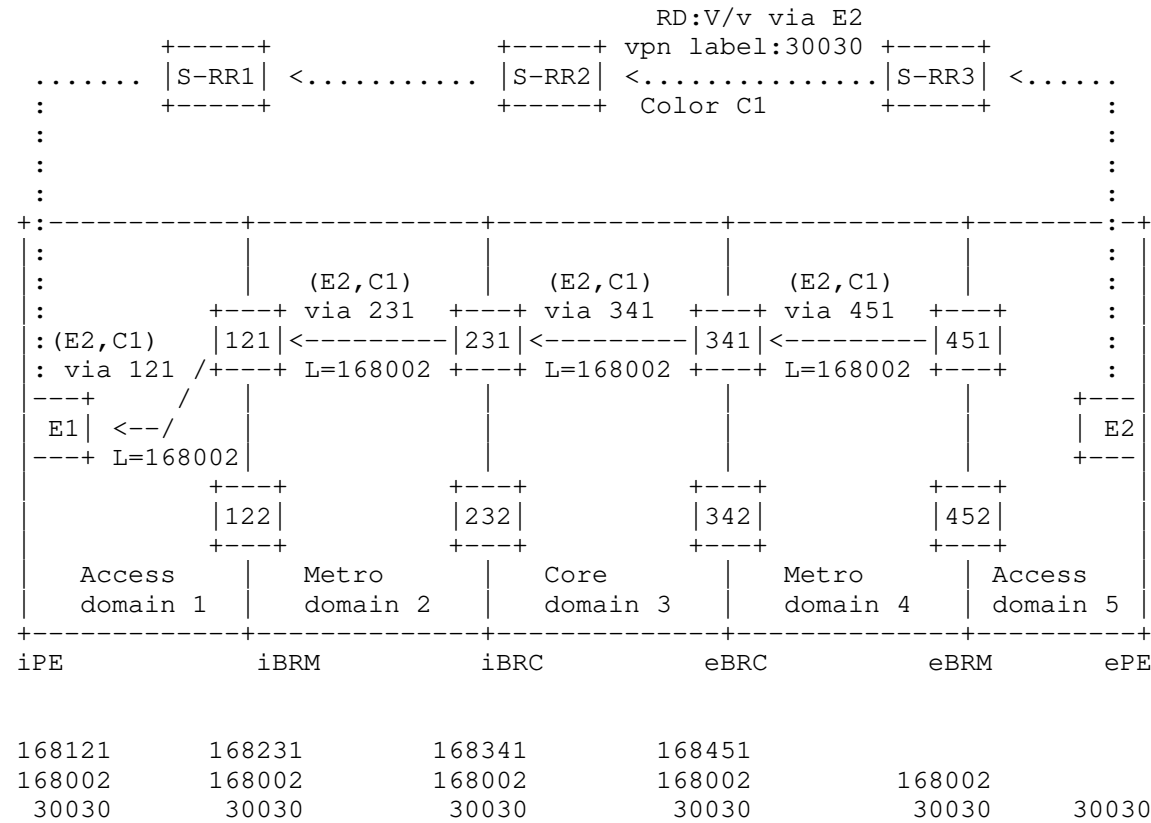 RD:V/v via E2
          +-----+               +-----+ vpn label:30030 +-----+
 ....... |S-RR1| <........... |S-RR2| <...............|S-RR3| <......
 :        +-----+               +-----+  Color C1       +-----+      :
 :                                                                   :
 :                                                                   :
 :                                                                   :
+:------------+--------------+--------------+--------------+--------:-+
|:            |              |              |              |        : |
|:            |   (E2,C1)    |   (E2,C1)    |   (E2,C1)    |        : |
|:          +---+ via 231  +---+ via 341  +---+ via 451  +---+      : |
|:(E2,C1)   |121|<---------|231|<---------|341|<---------|451|      : |
|: via 121 /+---+ L=168002 +---+ L=168002 +---+ L=168002 +---+      : |
|---+     /   |              |              |              |      +---|
| E1| <--/    |              |              |              |      | E2|
|---+ L=168002|              |              |              |      +---|
|           +---+          +---+          +---+          +---+        |
|           |122|          |232|          |342|          |452|        |
|           +---+          +---+          +---+          +---+        |
|   Access    |   Metro      |   Core       |   Metro      | Access   |
|   domain 1  |   domain 2   |   domain 3   |   domain 4   | domain 5 |
+-------------+--------------+--------------+--------------+----------+
iPE            iBRM           iBRC           eBRC          eBRM      ePE
168121      168231        168341        168451
168002      168002        168002        168002        168002
 30030       30030         30030         30030         30030     30030